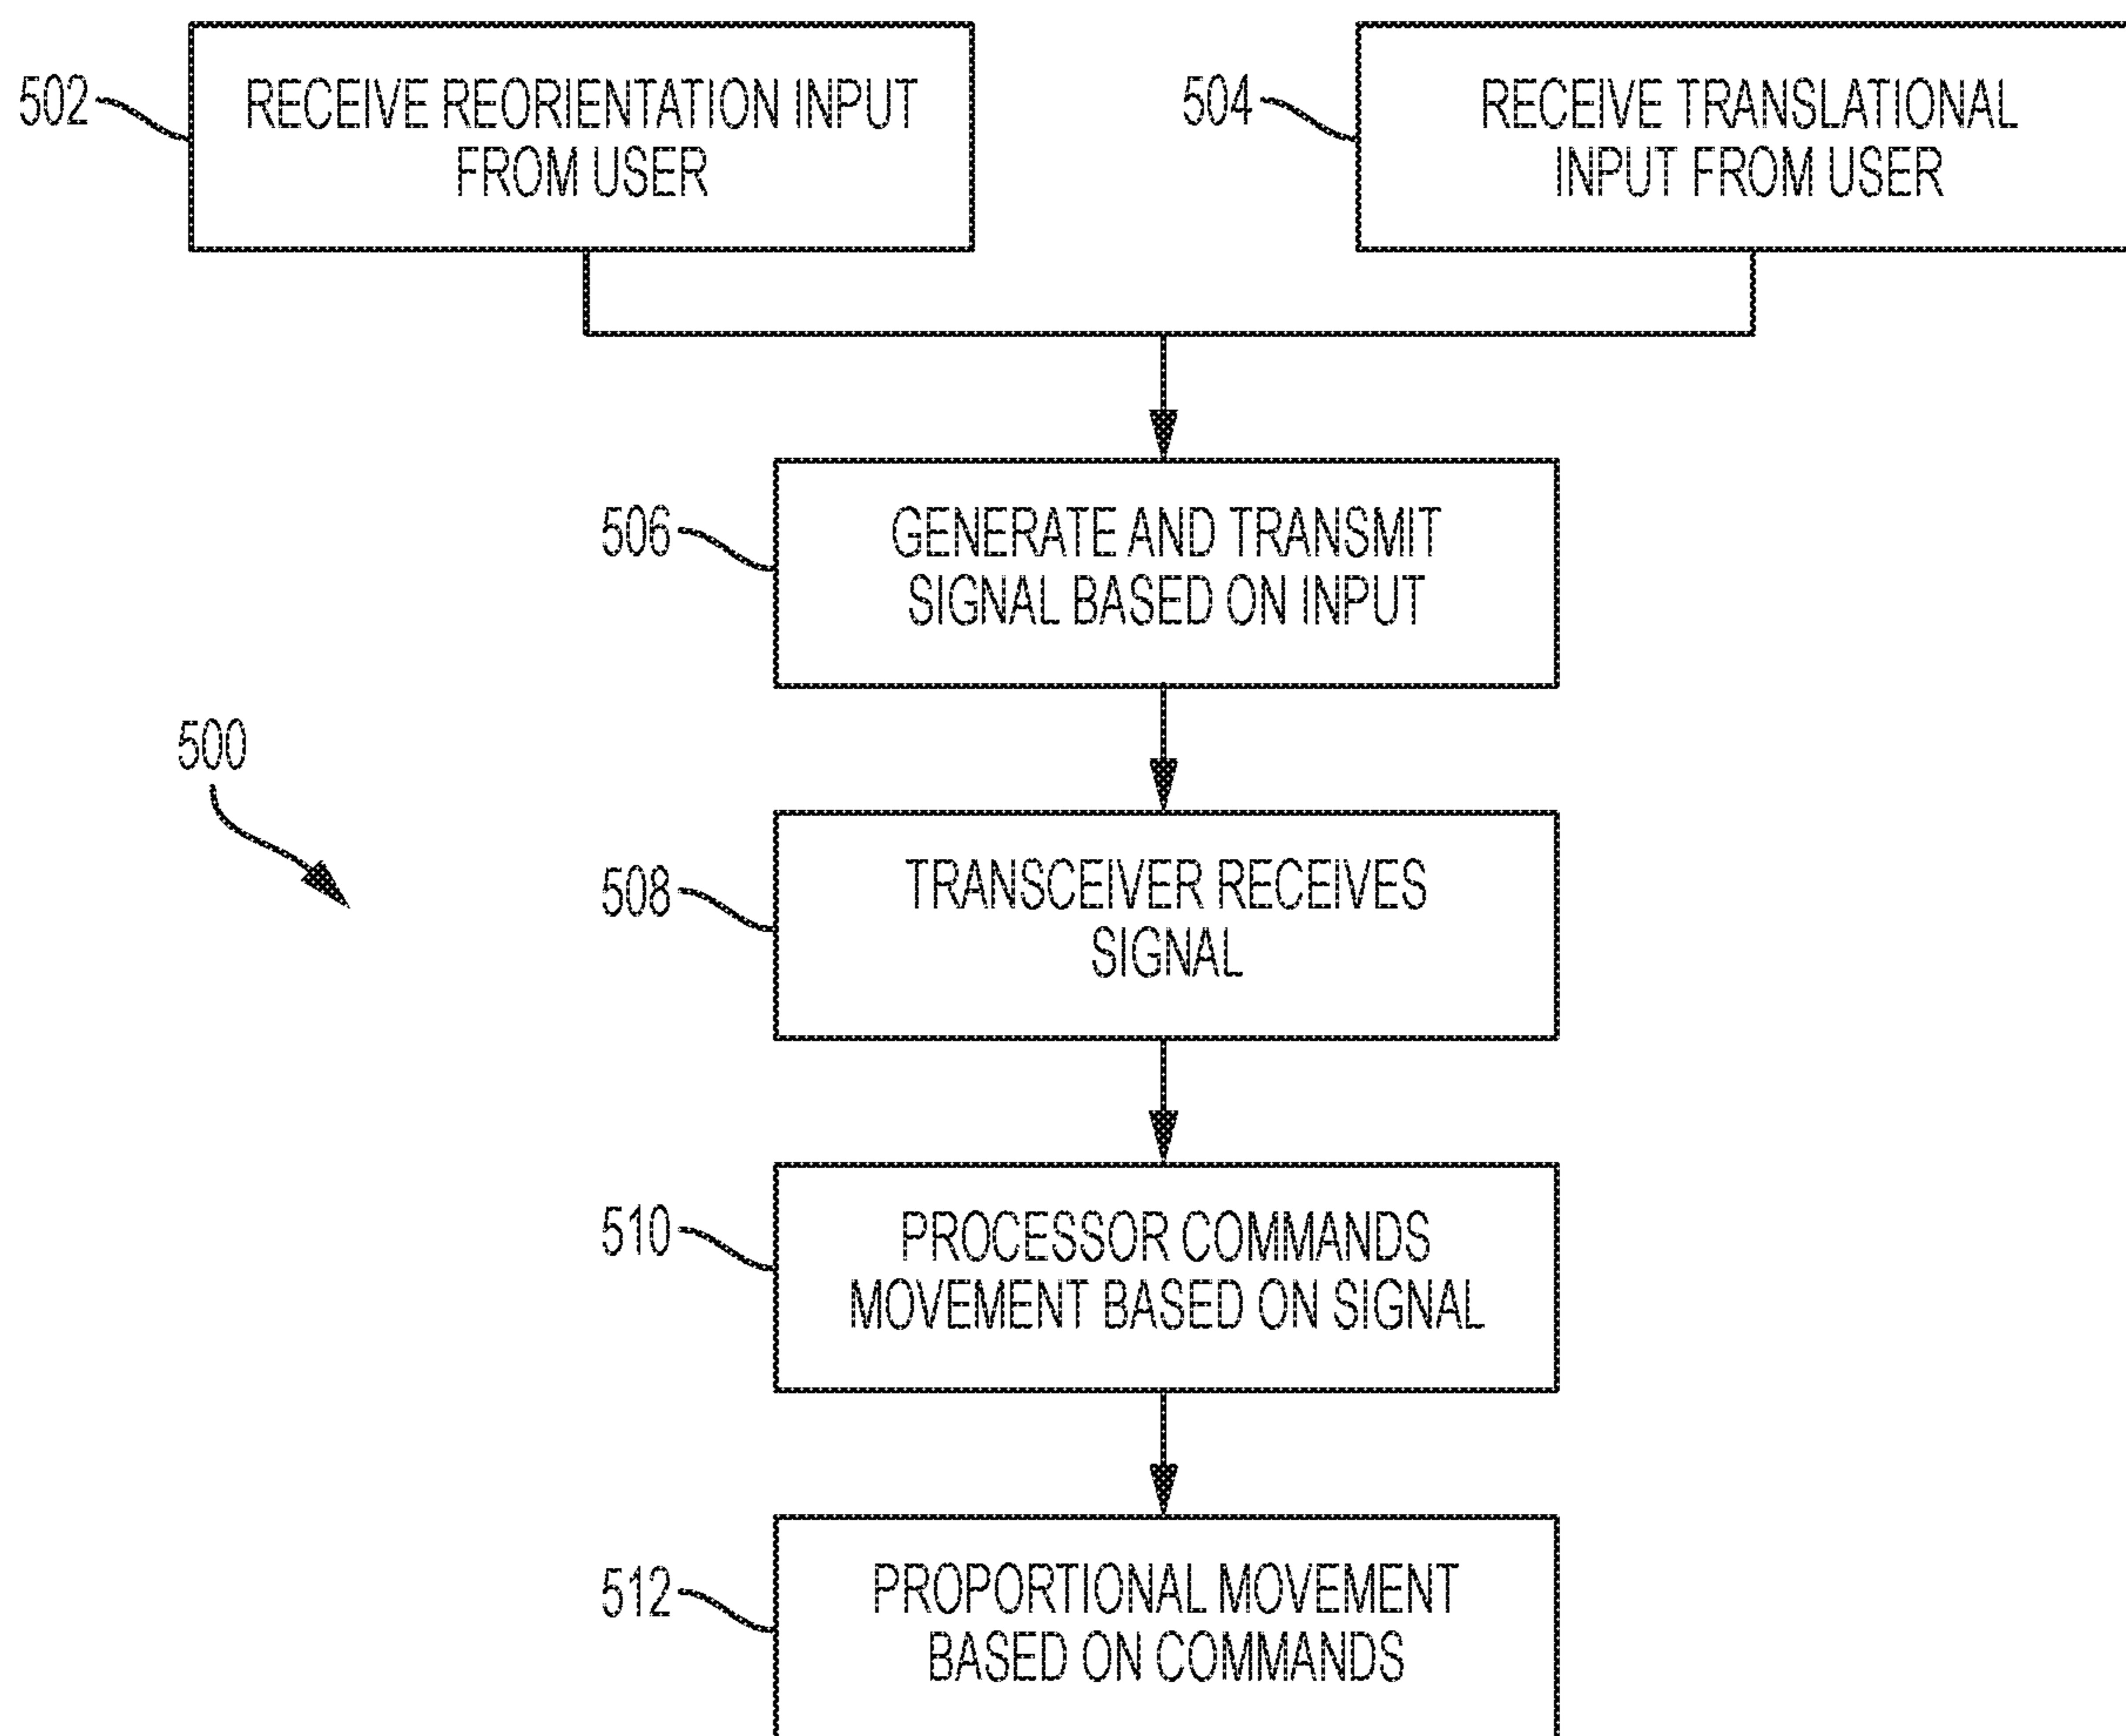 502
RECEIVE REORIENTATION INPUT
FROM USER
504
RECEIVE TRANSLATIONAL
INPUT FROM USER
506
GENERATE AND TRANSMIT
SIGNAL BASED ON INPUT
500
508
TRANSCEIVER RECEIVES
SIGNAL
510
PROCESSOR COMMANDS
MOVEMENT BASED ON SIGNAL
512
PROPORTIONAL MOVEMENT
BASED ON COMMANDS